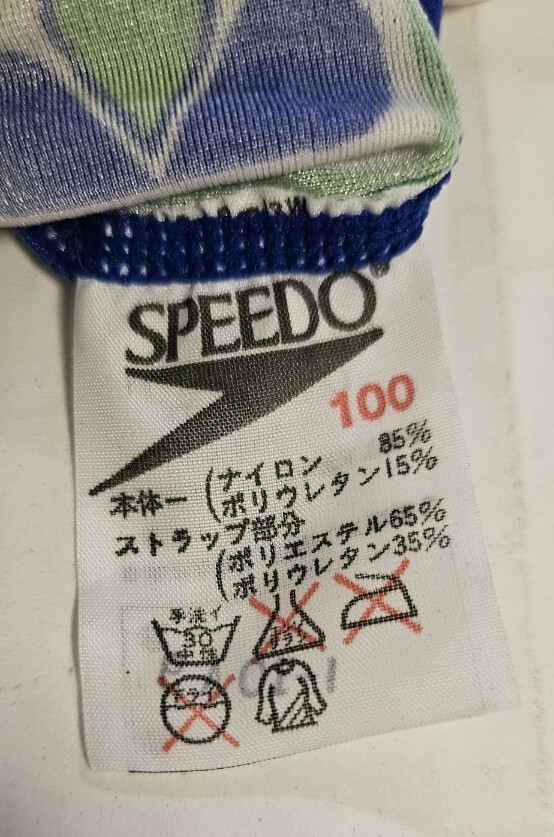 SPEEDO®
100
本体ー(ナイロン 85%
ポリウレタン15%
ストラップ部分
(ポリエステル65%
ポリウレタン35%
手洗イ
30
中性